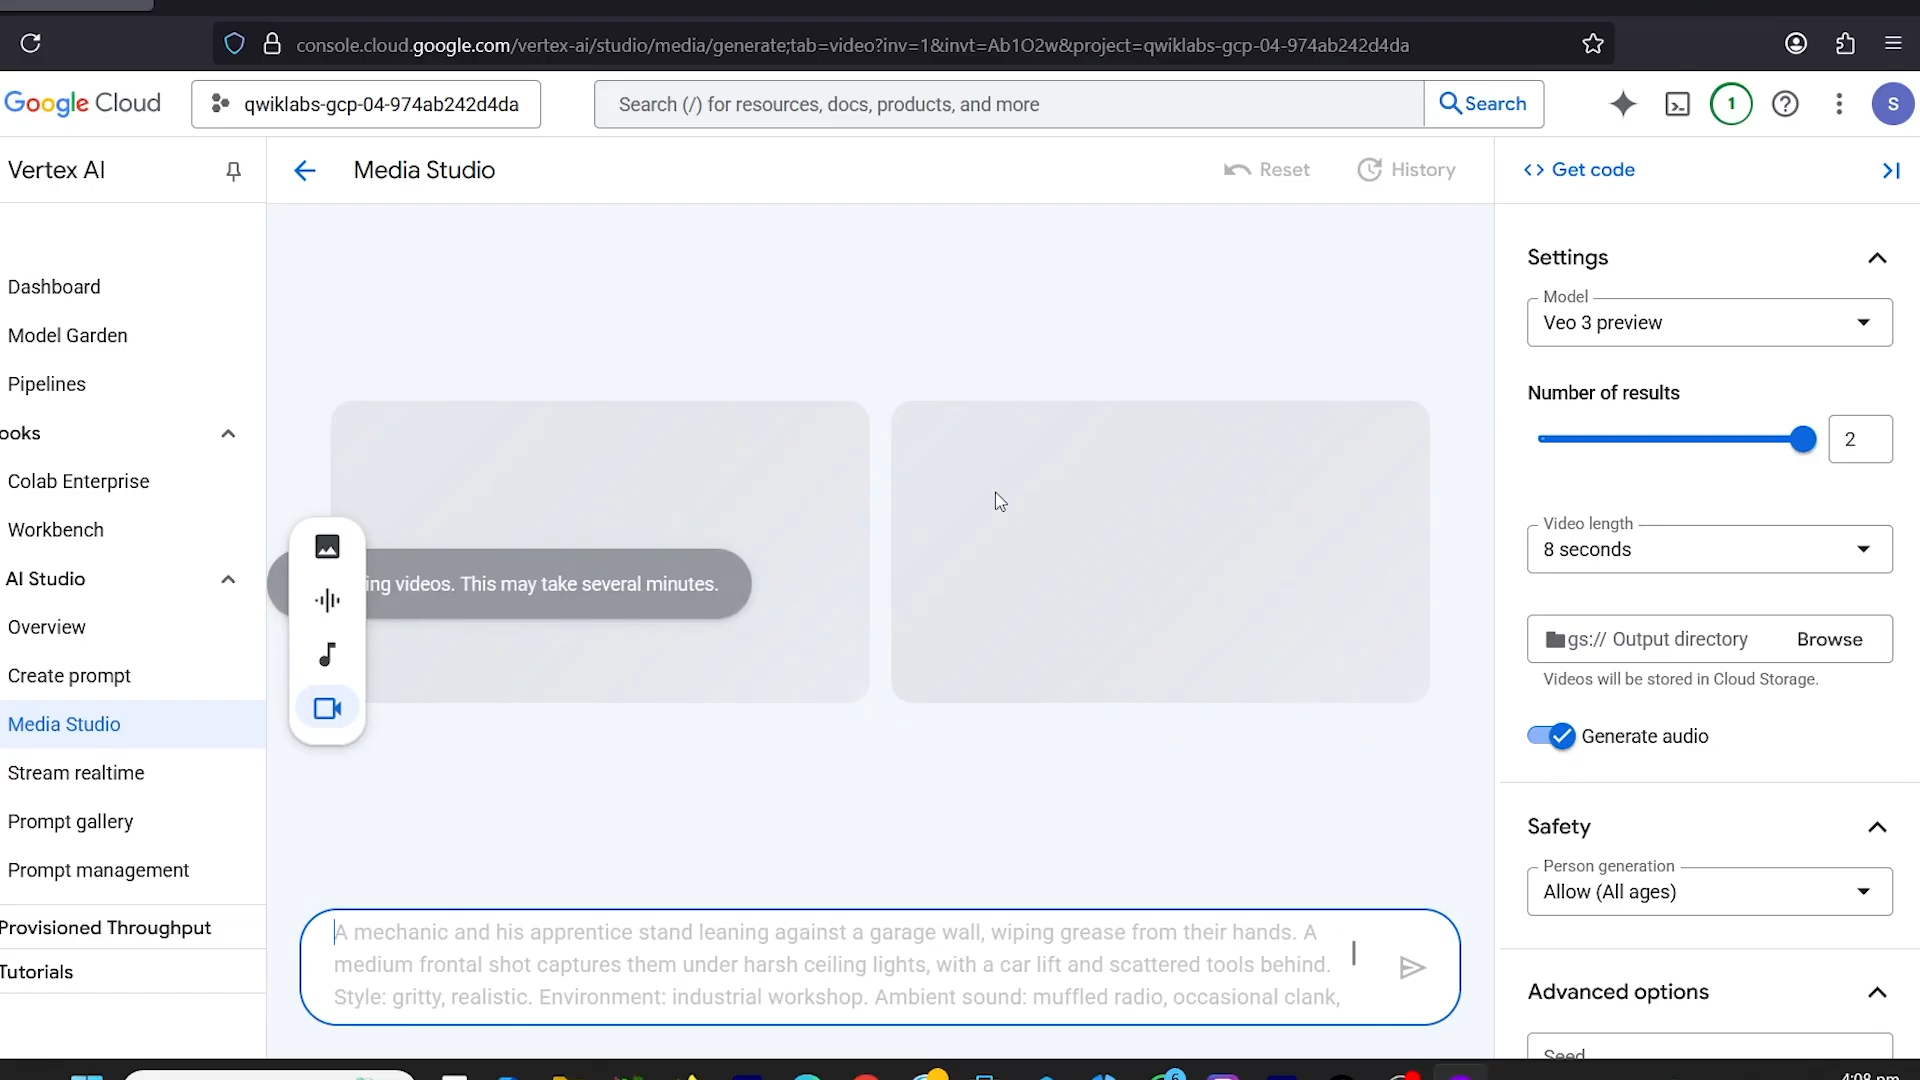 console.cloud.google.com/vertex-ai/studio/media/generate;tab=video?inv=1&invt=Ab1O2w&project=qwiklabs-gcp-04-974ab242d4da
Google Cloud
qwiklabs-gcp-04-974ab242d4da
Search (/) for resources, docs, products, and more
Search
1
S
Vertex AI
Media Studio
Reset
History
Get code
Dashboard
Model Garden
Pipelines
ooks
Colab Enterprise
Workbench
AI Studio
Overview
Create prompt
Media Studio
Stream realtime
Prompt gallery
Prompt management
Provisioned Throughput
Tutorials
ing videos. This may take several minutes.
A mechanic and his apprentice stand leaning against a garage wall, wiping grease from their hands. A
medium frontal shot captures them under harsh ceiling lights, with a car lift and scattered tools behind.
Style: gritty, realistic. Environment: industrial workshop. Ambient sound: muffled radio, occasional clank,
Settings
Model
Veo 3 preview
Number of results
2
Video length
8 seconds
gs:// Output directory
Browse
Videos will be stored in Cloud Storage.
Generate audio
Safety
Person generation
Allow (All ages)
Advanced options
Seed
4:08 pm